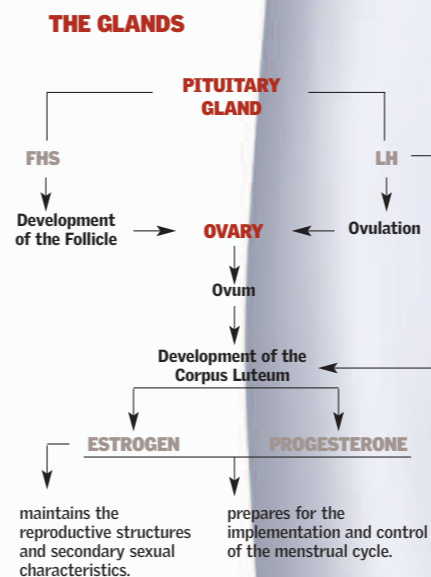 THE GLANDS
PITUITARY
GLAND
FHS
LH
Development
of the Follicle
OVARY
Ovulation
Ovum
Development of the
Corpus Luteum
ESTROGEN
PROGESTERONE
maintains the
reproductive structures
and secondary sexual
characteristics.
prepares for the
implementation and control
of the menstrual cycle.